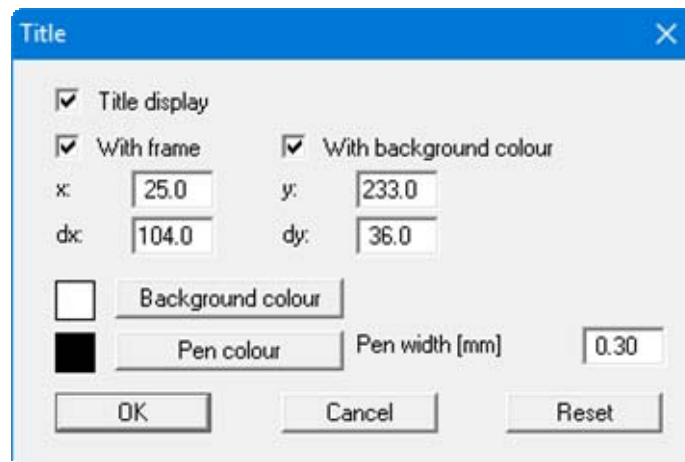 Title
Title display
With frame With background colour
x: 25.0 y: 233.0
dx: 104.0 dy: 36.0
Background colour
Pen colour Pen width [mm] 0.30
OK Cancel Reset